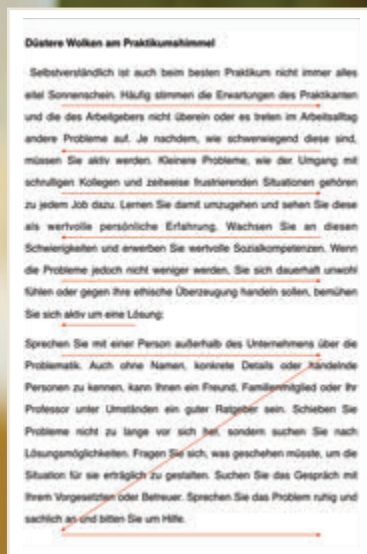 Düstere Wolken am Praktikumshimmel
Selbstverständlich ist auch beim besten Praktikum nicht immer alles
eitel Sonnenschein. Häufig stimmen die Erwartungen des Praktikanten
und die des Arbeitgebers nicht überein oder es treten im Arbeitsalltag
andere Probleme auf. Je nachdem, wie schwerwiegend diese sind,
müssen Sie aktiv werden. Kleinere Probleme, wie der Umgang mit
schrulligen Kollegen und zeitweise frustrierenden Situationen gehören
zu jedem Job dazu. Lernen Sie damit umzugehen und sehen Sie diese
als wertvolle persönliche Erfahrung. Wachsen Sie an diesen
Schwierigkeiten und erwerben Sie wertvolle Sozialkompetenzen. Wenn
die Probleme jedoch nicht weniger werden, Sie sich dauerhaft unwohl
fühlen oder gegen Ihre ethische Überzeugung handeln sollen, bemühen
Sie sich aktiv um eine Lösung:
Sprechen Sie mit einer Person außerhalb des Unternehmens über die
Problematik. Auch ohne Namen, konkrete Details oder handelnde
Personen zu kennen, kann Ihnen ein Freund, Familienmitglied oder Ihr
Professor unter Umständen ein guter Ratgeber sein. Schieben Sie
Probleme nicht zu lange vor sich her, sondern suchen Sie nach
Lösungsmöglichkeiten. Fragen Sie sich, was geschehen müsste, um die
Situation für sie erträglich zu gestalten. Suchen Sie das Gespräch mit
Ihrem Vorgesetzten oder Betreuer. Sprechen Sie das Problem ruhig und
sachlich an und bitten Sie um Hilfe.